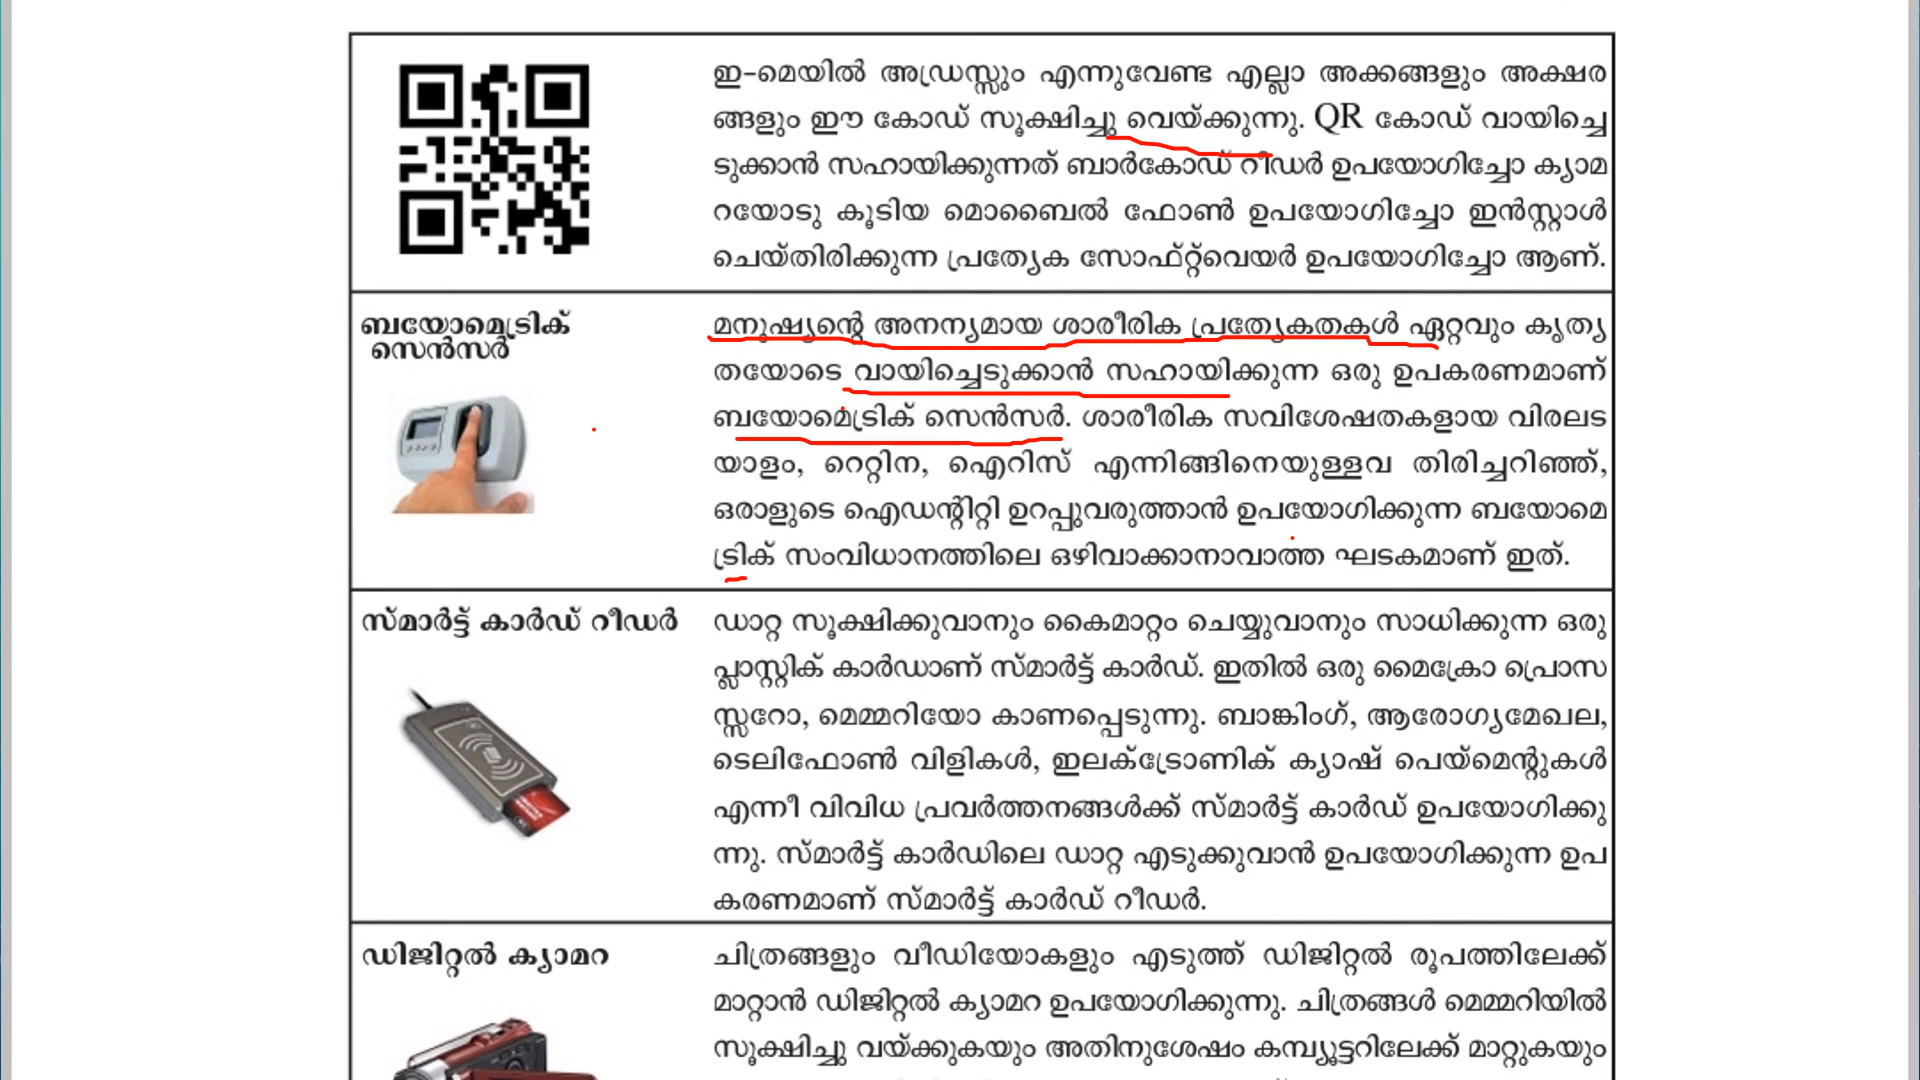 ഇ-മെയിൽ അഡ്രസ്സും എന്നുവേണ്ട എല്ലാ അക്കങ്ങളും അക്ഷര
ങ്ങളും ഈ കോഡ് സൂക്ഷിച്ചു വെയ്ക്കുന്നു. QR കോഡ് വായിച്ചെ
ടുക്കാൻ സഹായിക്കുന്നത് ബാർകോഡ് റീഡർ ഉപയോഗിച്ചോ ക്യാമ
റയോടു കൂടിയ മൊബൈൽ ഫോൺ ഉപയോഗിച്ചോ ഇൻസ്റ്റാൾ
ചെയ്തിരിക്കുന്ന പ്രത്യേക സോഫ്റ്റ്‌വെയർ ഉപയോഗിച്ചോ ആണ്.
ബയോമെട്രിക്
സെൻസർ
മനുഷ്യന്റെ അനന്യമായ ശാരീരിക പ്രത്യേകതകൾ ഏറ്റവും കൃത്യ
തയോടെ വായിച്ചെടുക്കാൻ സഹായിക്കുന്ന ഒരു ഉപകരണമാണ്
ബയോമെട്രിക് സെൻസർ. ശാരീരിക സവിശേഷതകളായ വിരലട
യാളം, റെറ്റിന, ഐറിസ് എന്നിങ്ങിനെയുള്ളവ തിരിച്ചറിഞ്ഞ്,
ഒരാളുടെ ഐഡന്റിറ്റി ഉറപ്പുവരുത്താൻ ഉപയോഗിക്കുന്ന ബയോമെ
ട്രിക് സംവിധാനത്തിലെ ഒഴിവാക്കാനാവാത്ത ഘടകമാണ് ഇത്.
സ്മാർട്ട് കാർഡ് റീഡർ
ഡാറ്റ സൂക്ഷിക്കുവാനും കൈമാറ്റം ചെയ്യുവാനും സാധിക്കുന്ന ഒരു
പ്ലാസ്റ്റിക് കാർഡാണ് സ്മാർട്ട് കാർഡ്. ഇതിൽ ഒരു മൈക്രോ പ്രൊസ
സ്സറോ, മെമ്മറിയോ കാണപ്പെടുന്നു. ബാങ്കിംഗ്, ആരോഗ്യമേഖല,
ടെലിഫോൺ വിളികൾ, ഇലക്ട്രോണിക് ക്യാഷ് പെയ്മെന്റുകൾ
എന്നീ വിവിധ പ്രവർത്തനങ്ങൾക്ക് സ്മാർട്ട് കാർഡ് ഉപയോഗിക്കു
ന്നു. സ്മാർട്ട് കാർഡിലെ ഡാറ്റ എടുക്കുവാൻ ഉപയോഗിക്കുന്ന ഉപ
കരണമാണ് സ്മാർട്ട് കാർഡ് റീഡർ.
ഡിജിറ്റൽ ക്യാമറ
ചിത്രങ്ങളും വീഡിയോകളും എടുത്ത് ഡിജിറ്റൽ രൂപത്തിലേക്ക്
മാറ്റാൻ ഡിജിറ്റൽ ക്യാമറ ഉപയോഗിക്കുന്നു. ചിത്രങ്ങൾ മെമ്മറിയിൽ
സൂക്ഷിച്ചു വയ്ക്കുകയും അതിനുശേഷം കമ്പ്യൂട്ടറിലേക്ക് മാറ്റുകയും